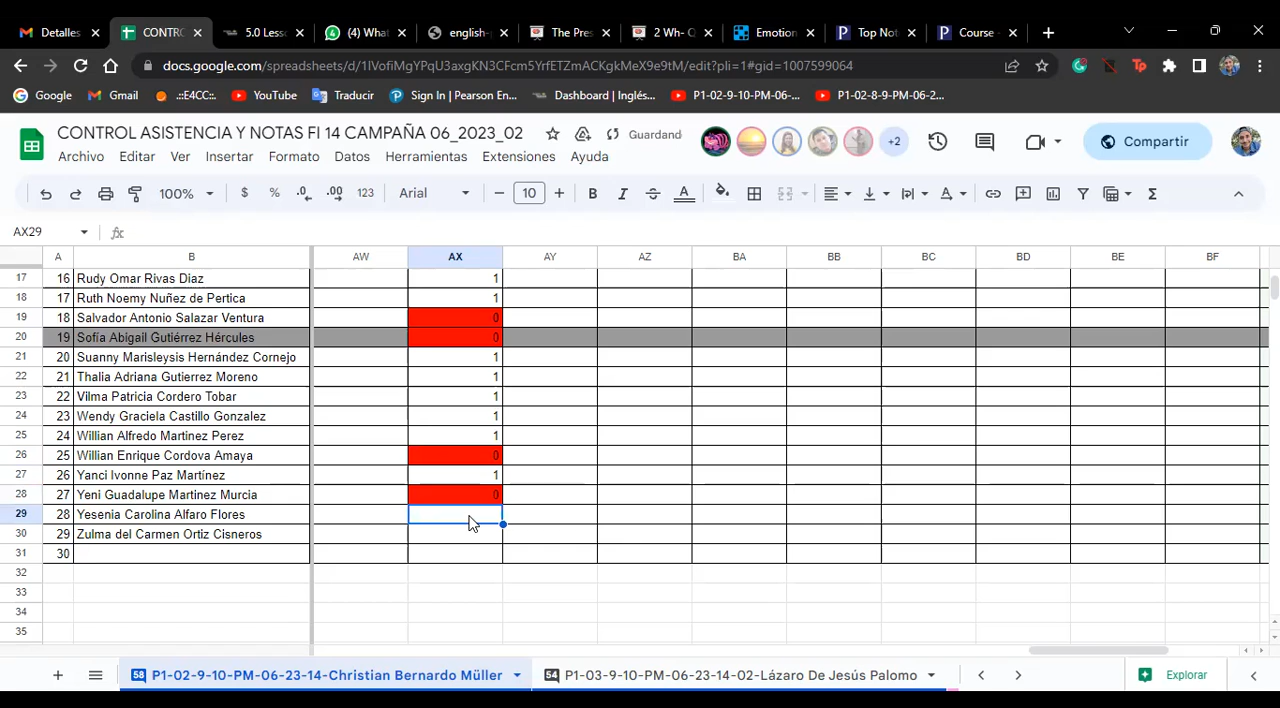 Detalles
CONTRO
5.0 Lesso
(4) What
english-p
The Pres
2 Wh- Q
Emotion
Top Note
Course -
docs.google.com/spreadsheets/d/1IVofiMgYPqU3axgKN3CFcm5YrfETZmACKgkMeX9e9tM/edit?pli=1#gid=1007599064
Google
Gmail
.::E4CC::.
YouTube
Traducir
Sign In | Pearson En...
Dashboard | Inglés,...
P1-02-9-10-PM-06-...
P1-02-8-9-PM-06-2...
CONTROL ASISTENCIA Y NOTAS FI 14 CAMPAÑA 06_2023_02
Guardand
+2
Compartir
Archivo Editar Ver Insertar Formato Datos Herramientas Extensiones Ayuda
100% $ % .0 .00 123 Arial 10 B I S A
AX29 fx
A B AW AX AY AZ BA BB BC BD BE BF
17 16 Rudy Omar Rivas Diaz 1
18 17 Ruth Noemy Nuñez de Pertica 1
19 18 Salvador Antonio Salazar Ventura 0
20 19 Sofía Abigail Gutiérrez Hércules 0
21 20 Suanny Marisleysis Hernández Cornejo 1
22 21 Thalia Adriana Gutierrez Moreno 1
23 22 Vilma Patricia Cordero Tobar 1
24 23 Wendy Graciela Castillo Gonzalez 1
25 24 Willian Alfredo Martinez Perez 1
26 25 Willian Enrique Cordova Amaya 0
27 26 Yanci Ivonne Paz Martínez 1
28 27 Yeni Guadalupe Martinez Murcia 0
29 28 Yesenia Carolina Alfaro Flores
30 29 Zulma del Carmen Ortiz Cisneros
31 30
32
33
34
35
58 P1-02-9-10-PM-06-23-14-Christian Bernardo Müller
54 P1-03-9-10-PM-06-23-14-02-Lázaro De Jesús Palomo
Explorar